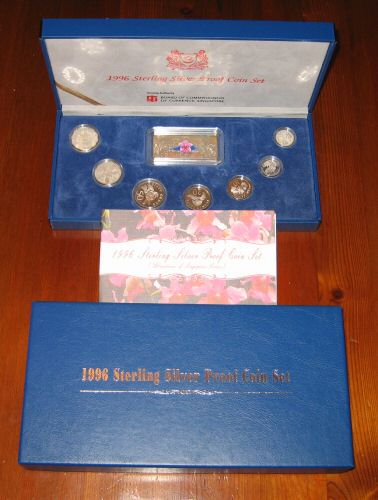 1996 Sterling Silver Proof Coin Set
BOARD OF COMMISSIONERS
OF CURRENCY, SINGAPORE
1996 Sterling Silver Proof Coin Set
1996 Sterling Silver Proof Coin Set